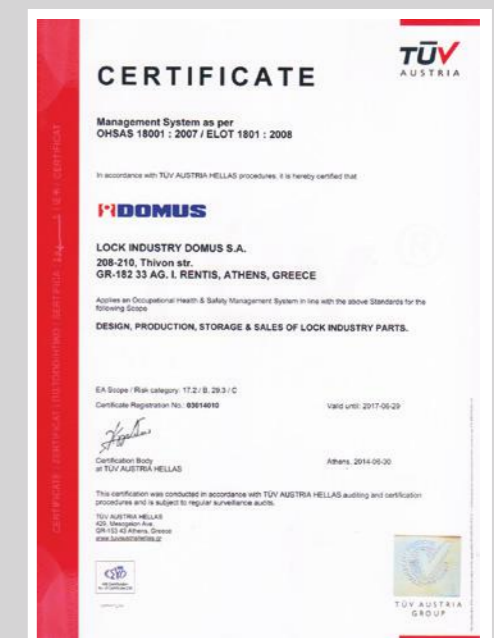 TÜV
AUSTRIA
CERTIFICATE
Management System as per
OHSAS 18001 : 2007 / ELOT 1801 : 2008
In accordance with TÜV AUSTRIA HELLAS procedures, it is hereby certified that
DOMUS
LOCK INDUSTRY DOMUS S.A.
208-210, Thivon str.
GR-182 33 AG. I. RENTIS, ATHENS, GREECE
Applies an Occupational Health & Safety Management System in line with the above Standards for the
following Scope
DESIGN, PRODUCTION, STORAGE & SALES OF LOCK INDUSTRY PARTS.
EA Scope / Risk category: 17.2 / B, 29.3 / C
Certificate Registration No.: 03014010
Valid until: 2017-06-29
Certification Body
at TÜV AUSTRIA HELLAS
Athens, 2014-06-30
This certification was conducted in accordance with TÜV AUSTRIA HELLAS auditing and certification
procedures and is subject to regular surveillance audits.
TÜV AUSTRIA HELLAS
429, Mesogeion Ave.
GR-153 43 Athens, Greece
www.tuvaustriahellas.gr
TÜV AUSTRIA
GROUP